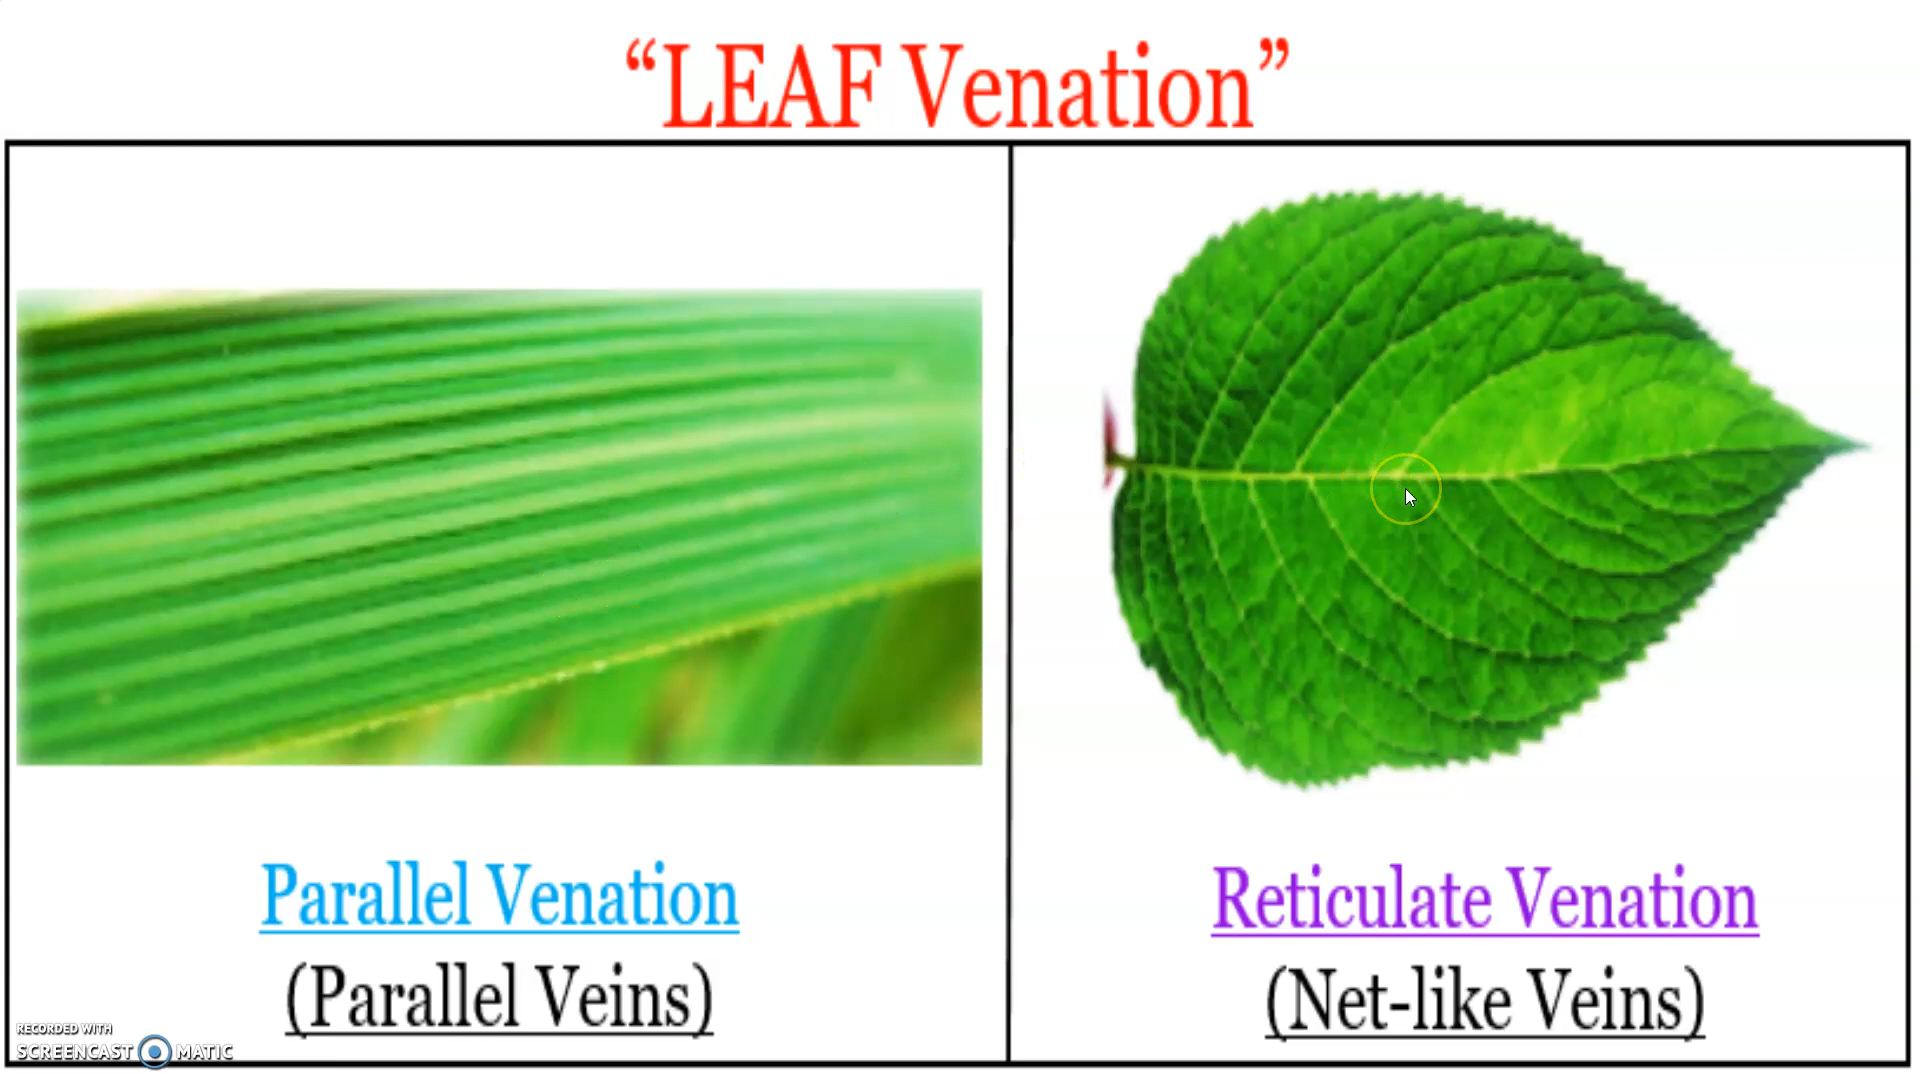 “LEAF Venation”
Parallel Venation
(Parallel Veins)
Reticulate Venation
(Net-like Veins)
RECORDED WITH
SCREENCAST MATIC